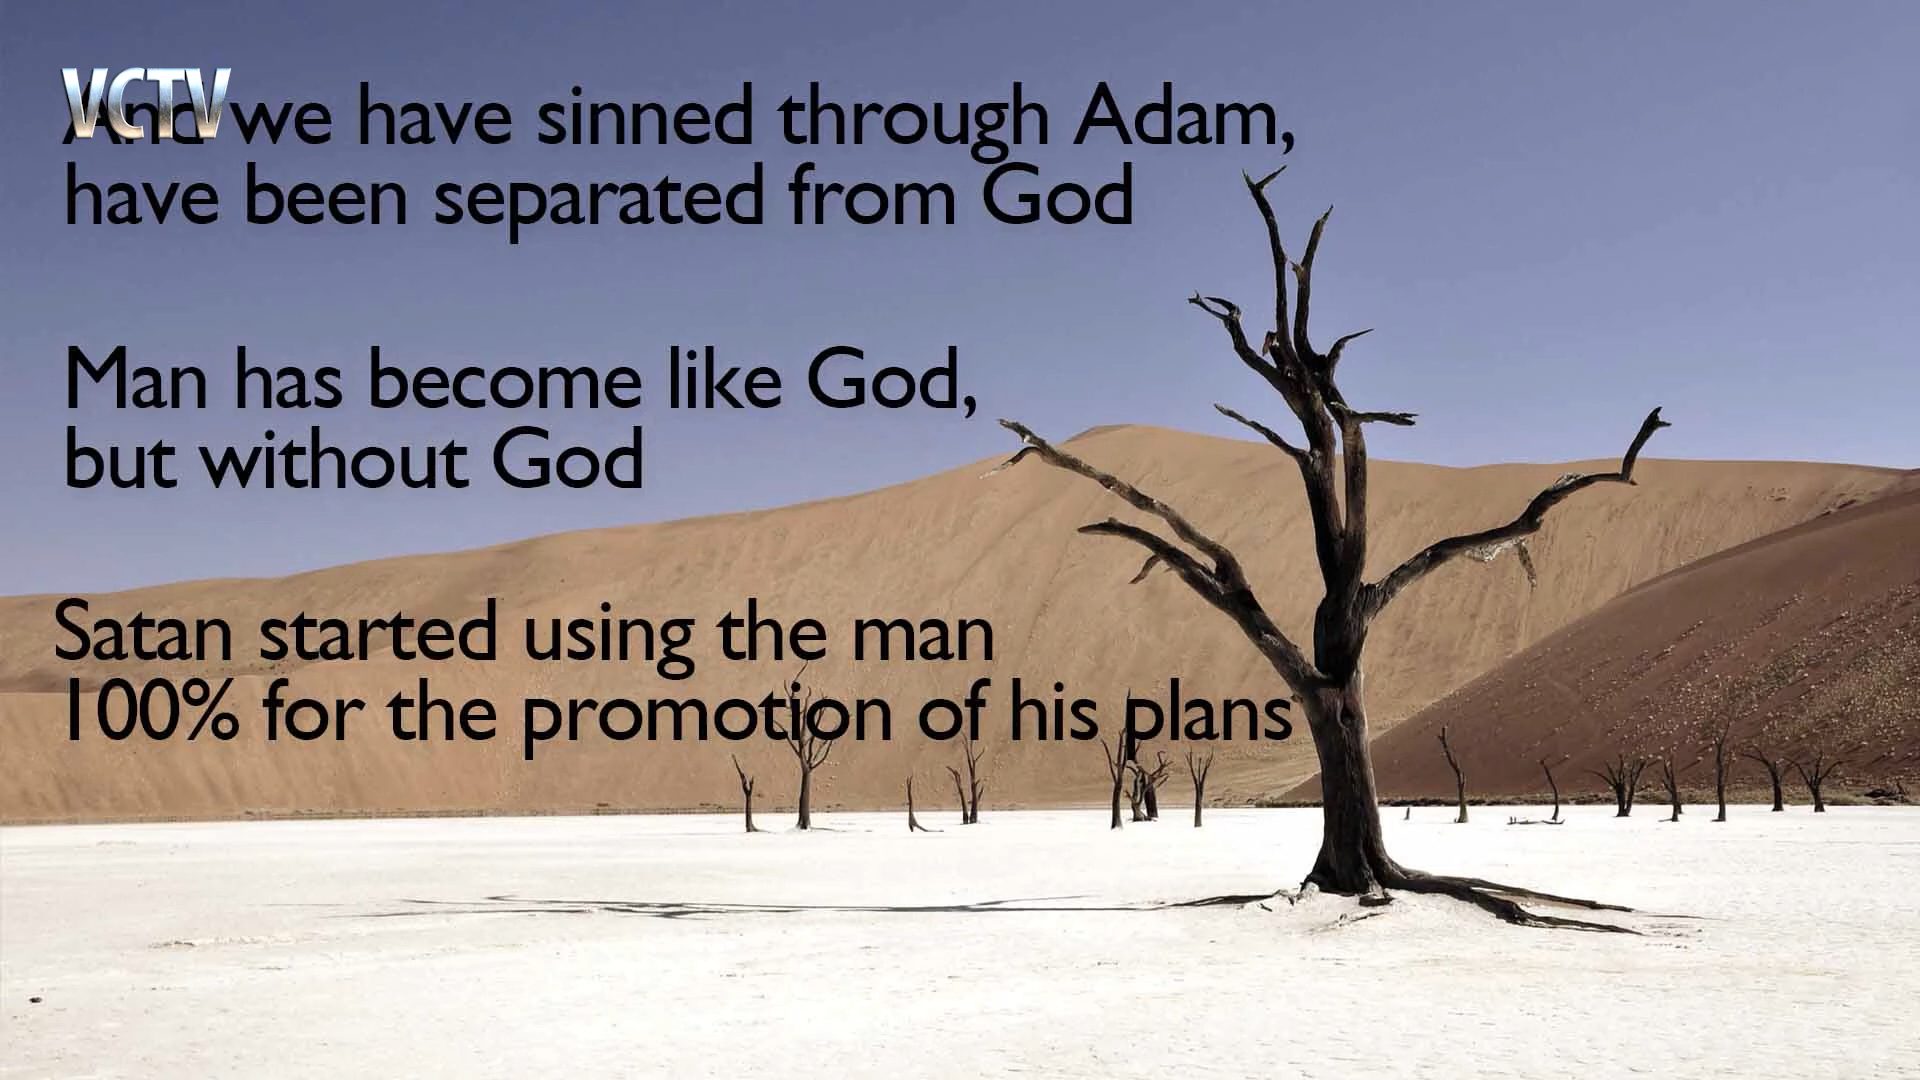 VCTV
And we have sinned through Adam,
have been separated from God
Man has become like God,
but without God
Satan started using the man
100% for the promotion of his plans